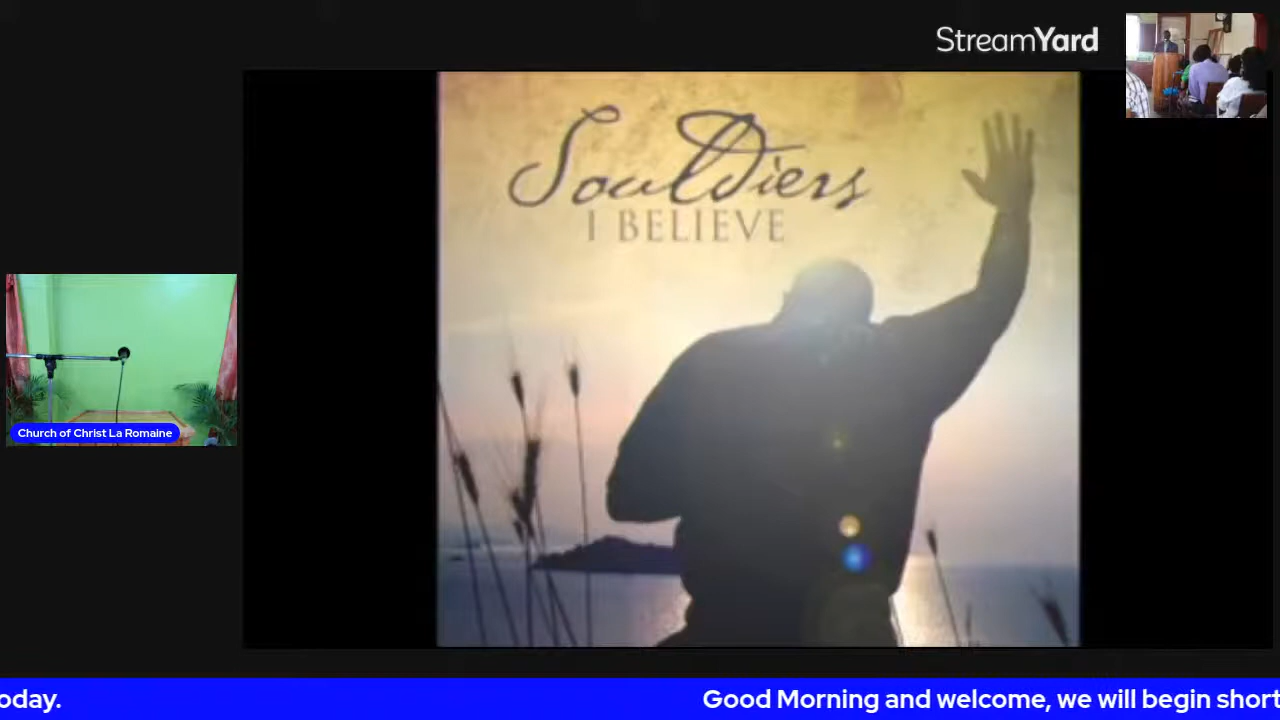 StreamYard
Souldiers
I BELIEVE
Church of Christ La Romaine
oday.
Good Morning and welcome, we will begin short